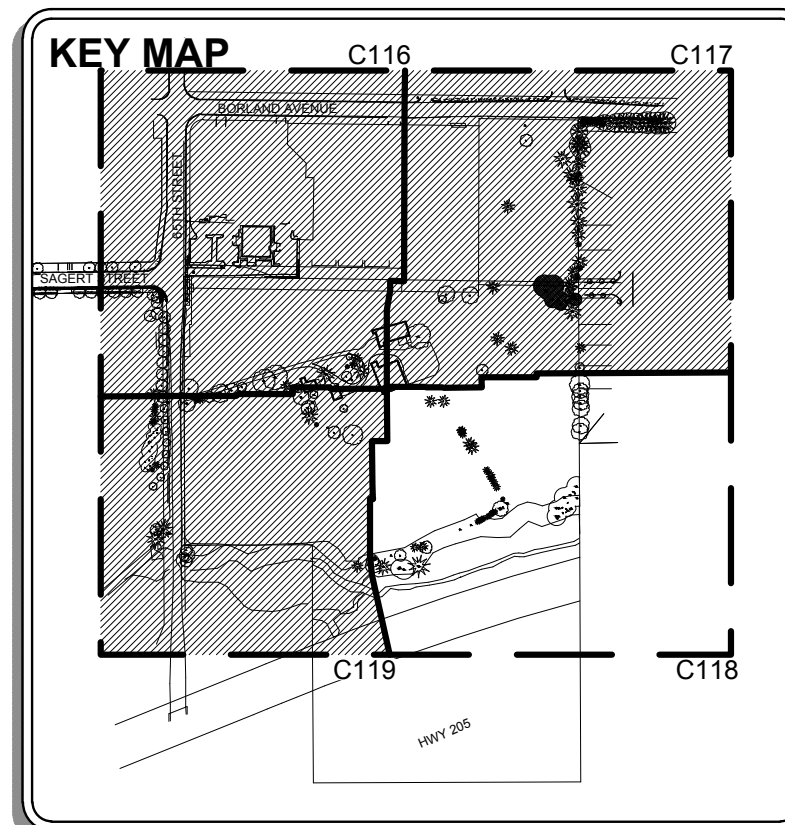 KEY MAP
C116
C117
BORLAND AVENUE
65TH STREET
SAGERT STREET
C119
C118
HWY 205